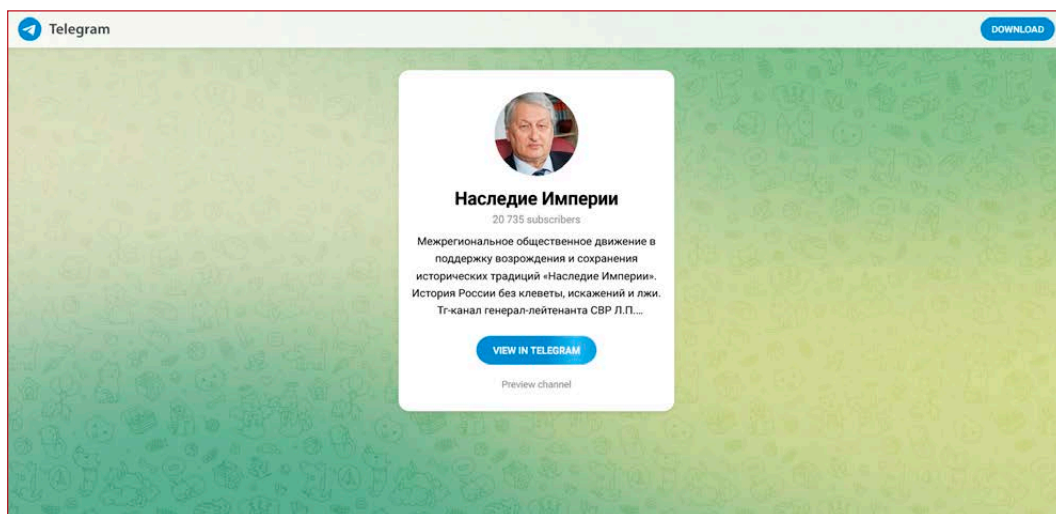 Telegram
DOWNLOAD
Наследие Империи
20 735 subscribers
Межрегиональное общественное движение в
поддержку возрождения и сохранения
исторических традиций «Наследие Империи».
История России без клеветы, искажений и лжи.
Тг-канал генерал-лейтенанта СВР Л.П....
VIEW IN TELEGRAM
Preview channel